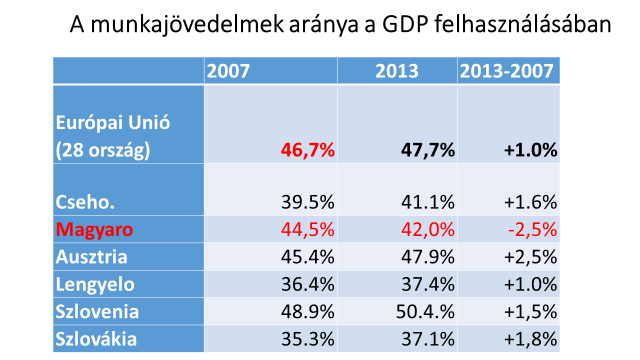 A munkajövedelmek aránya a GDP felhasználásában
2007 2013 2013-2007
Európai Unió
(28 ország) 46,7% 47,7% +1.0%
Cseho. 39.5% 41.1% +1.6%
Magyaro 44,5% 42,0% -2,5%
Ausztria 45.4% 47.9% +2,5%
Lengyelo 36.4% 37.4% +1.0%
Szlovenia 48.9% 50.4.% +1,5%
Szlovákia 35.3% 37.1% +1,8%